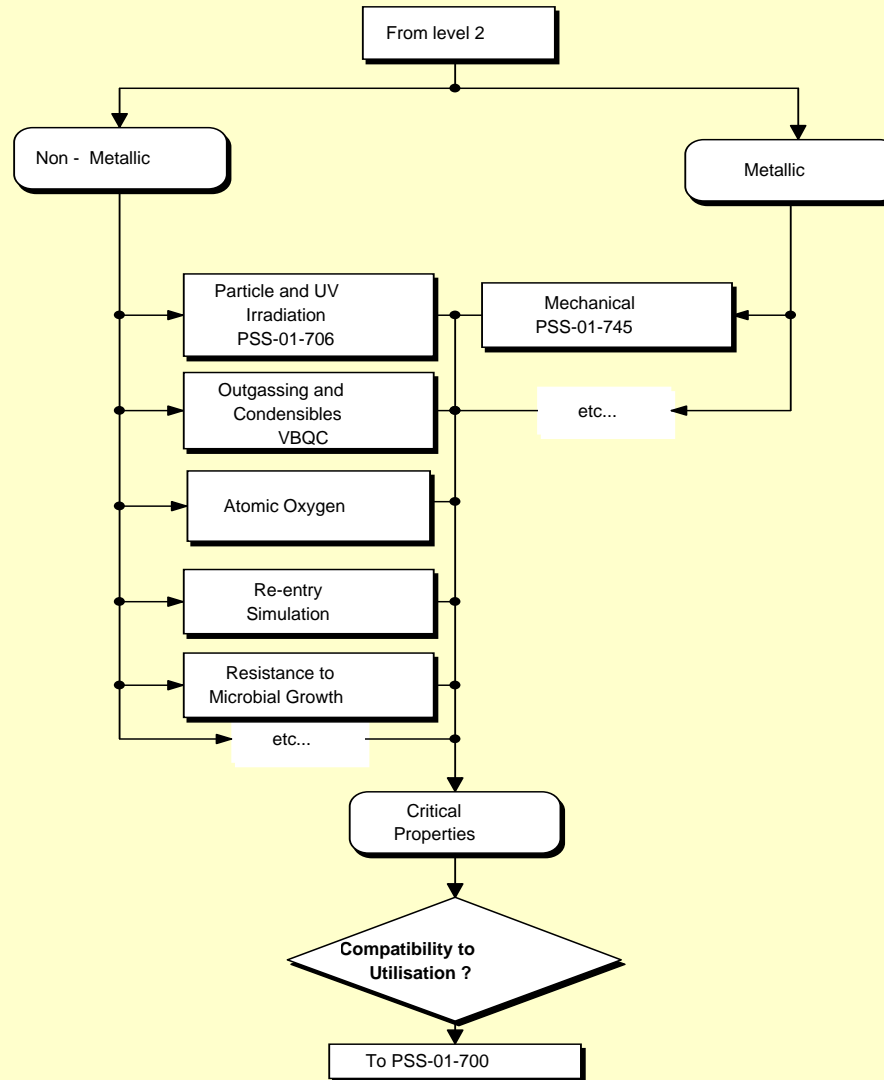 From level 2
Non - Metallic
Metallic
Particle and UV
Irradiation
PSS-01-706
Mechanical
PSS-01-745
Outgassing and
Condensibles
VBQC
etc...
Atomic Oxygen
Re-entry
Simulation
Resistance to
Microbial Growth
etc...
Critical
Properties
Compatibility to
Utilisation ?
To PSS-01-700